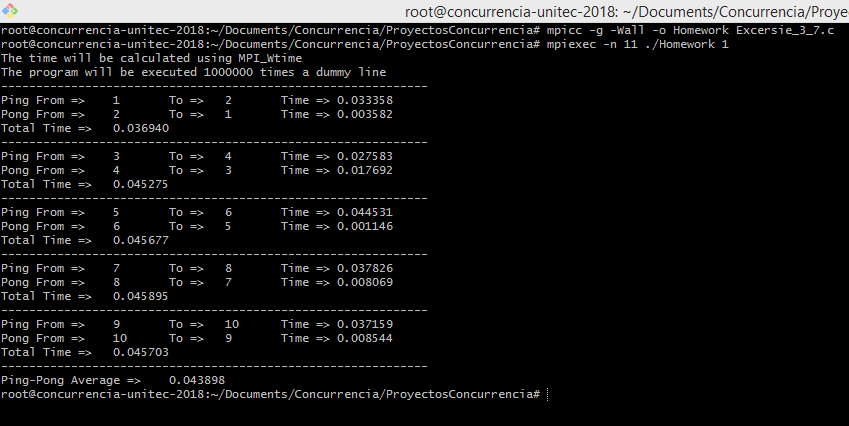 root@concurrencia-unitec-2018: ~/Documents/Concurrencia/Proyec
root@concurrencia-unitec-2018:~/Documents/Concurrencia/ProyectosConcurrencia# mpicc -g -Wall -o Homework Excersie_3_7.c
root@concurrencia-unitec-2018:~/Documents/Concurrencia/ProyectosConcurrencia# mpiexec -n 11 ./Homework 1
The time will be calculated using MPI_Wtime
The program will be executed 1000000 times a dummy line
-------------------------------------------------------------
Ping From => 1 To => 2 Time => 0.033358
Pong From => 2 To => 1 Time => 0.003582
Total Time => 0.036940
-------------------------------------------------------------
Ping From => 3 To => 4 Time => 0.027583
Pong From => 4 To => 3 Time => 0.017692
Total Time => 0.045275
-------------------------------------------------------------
Ping From => 5 To => 6 Time => 0.044531
Pong From => 6 To => 5 Time => 0.001146
Total Time => 0.045677
-------------------------------------------------------------
Ping From => 7 To => 8 Time => 0.037826
Pong From => 8 To => 7 Time => 0.008069
Total Time => 0.045895
-------------------------------------------------------------
Ping From => 9 To => 10 Time => 0.037159
Pong From => 10 To => 9 Time => 0.008544
Total Time => 0.045703
-------------------------------------------------------------
Ping-Pong Average => 0.043898
root@concurrencia-unitec-2018:~/Documents/Concurrencia/ProyectosConcurrencia#